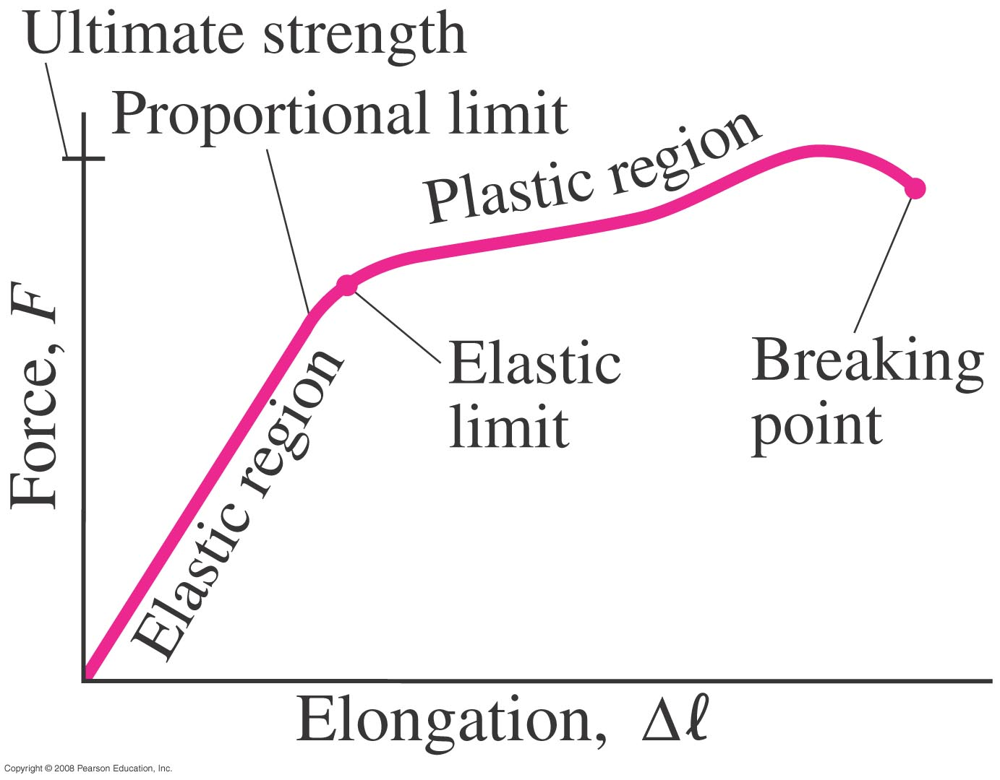 Ultimate strength
Proportional limit
Plastic region
Elastic region
Elastic
limit
Breaking
point
Force, F
Elongation, Δℓ
Copyright © 2008 Pearson Education, Inc.